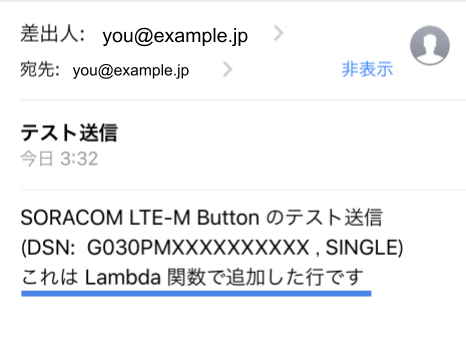 差出人: you@example.jp
宛先: you@example.jp 非表示
テスト送信
今日 3:32
SORACOM LTE-M Button のテスト送信
(DSN: G030PMXXXXXXXXXX , SINGLE)
これは Lambda 関数で追加した行です